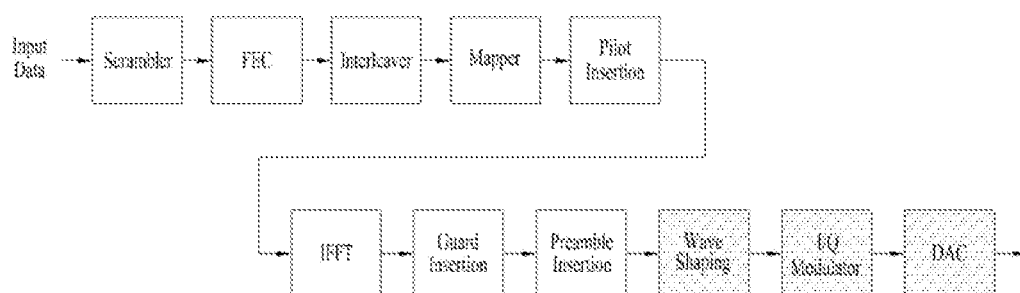 Input
Data
Scrambler
FEC
Interleaver
Mapper
Pilot
Insertion
IFFT
Guard
Insertion
Preamble
Insertion
Wave
Shaping
I/Q
Modulator
DAC